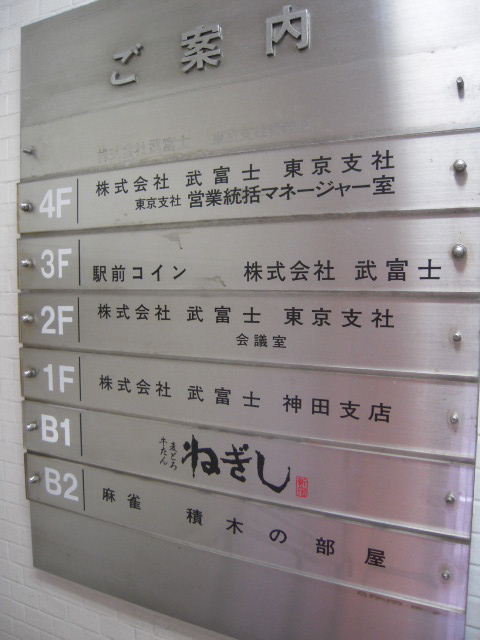 ご案内
4F 株式会社 武富士 東京支社
東京支社 営業統括マネージャー室
3F 駅前コイン 株式会社 武富士
2F 株式会社 武富士 東京支社
会議室
1F 株式会社 武富士 神田支店
B1 牛たん 麦とろ ねぎし
B2 麻雀 積木の部屋